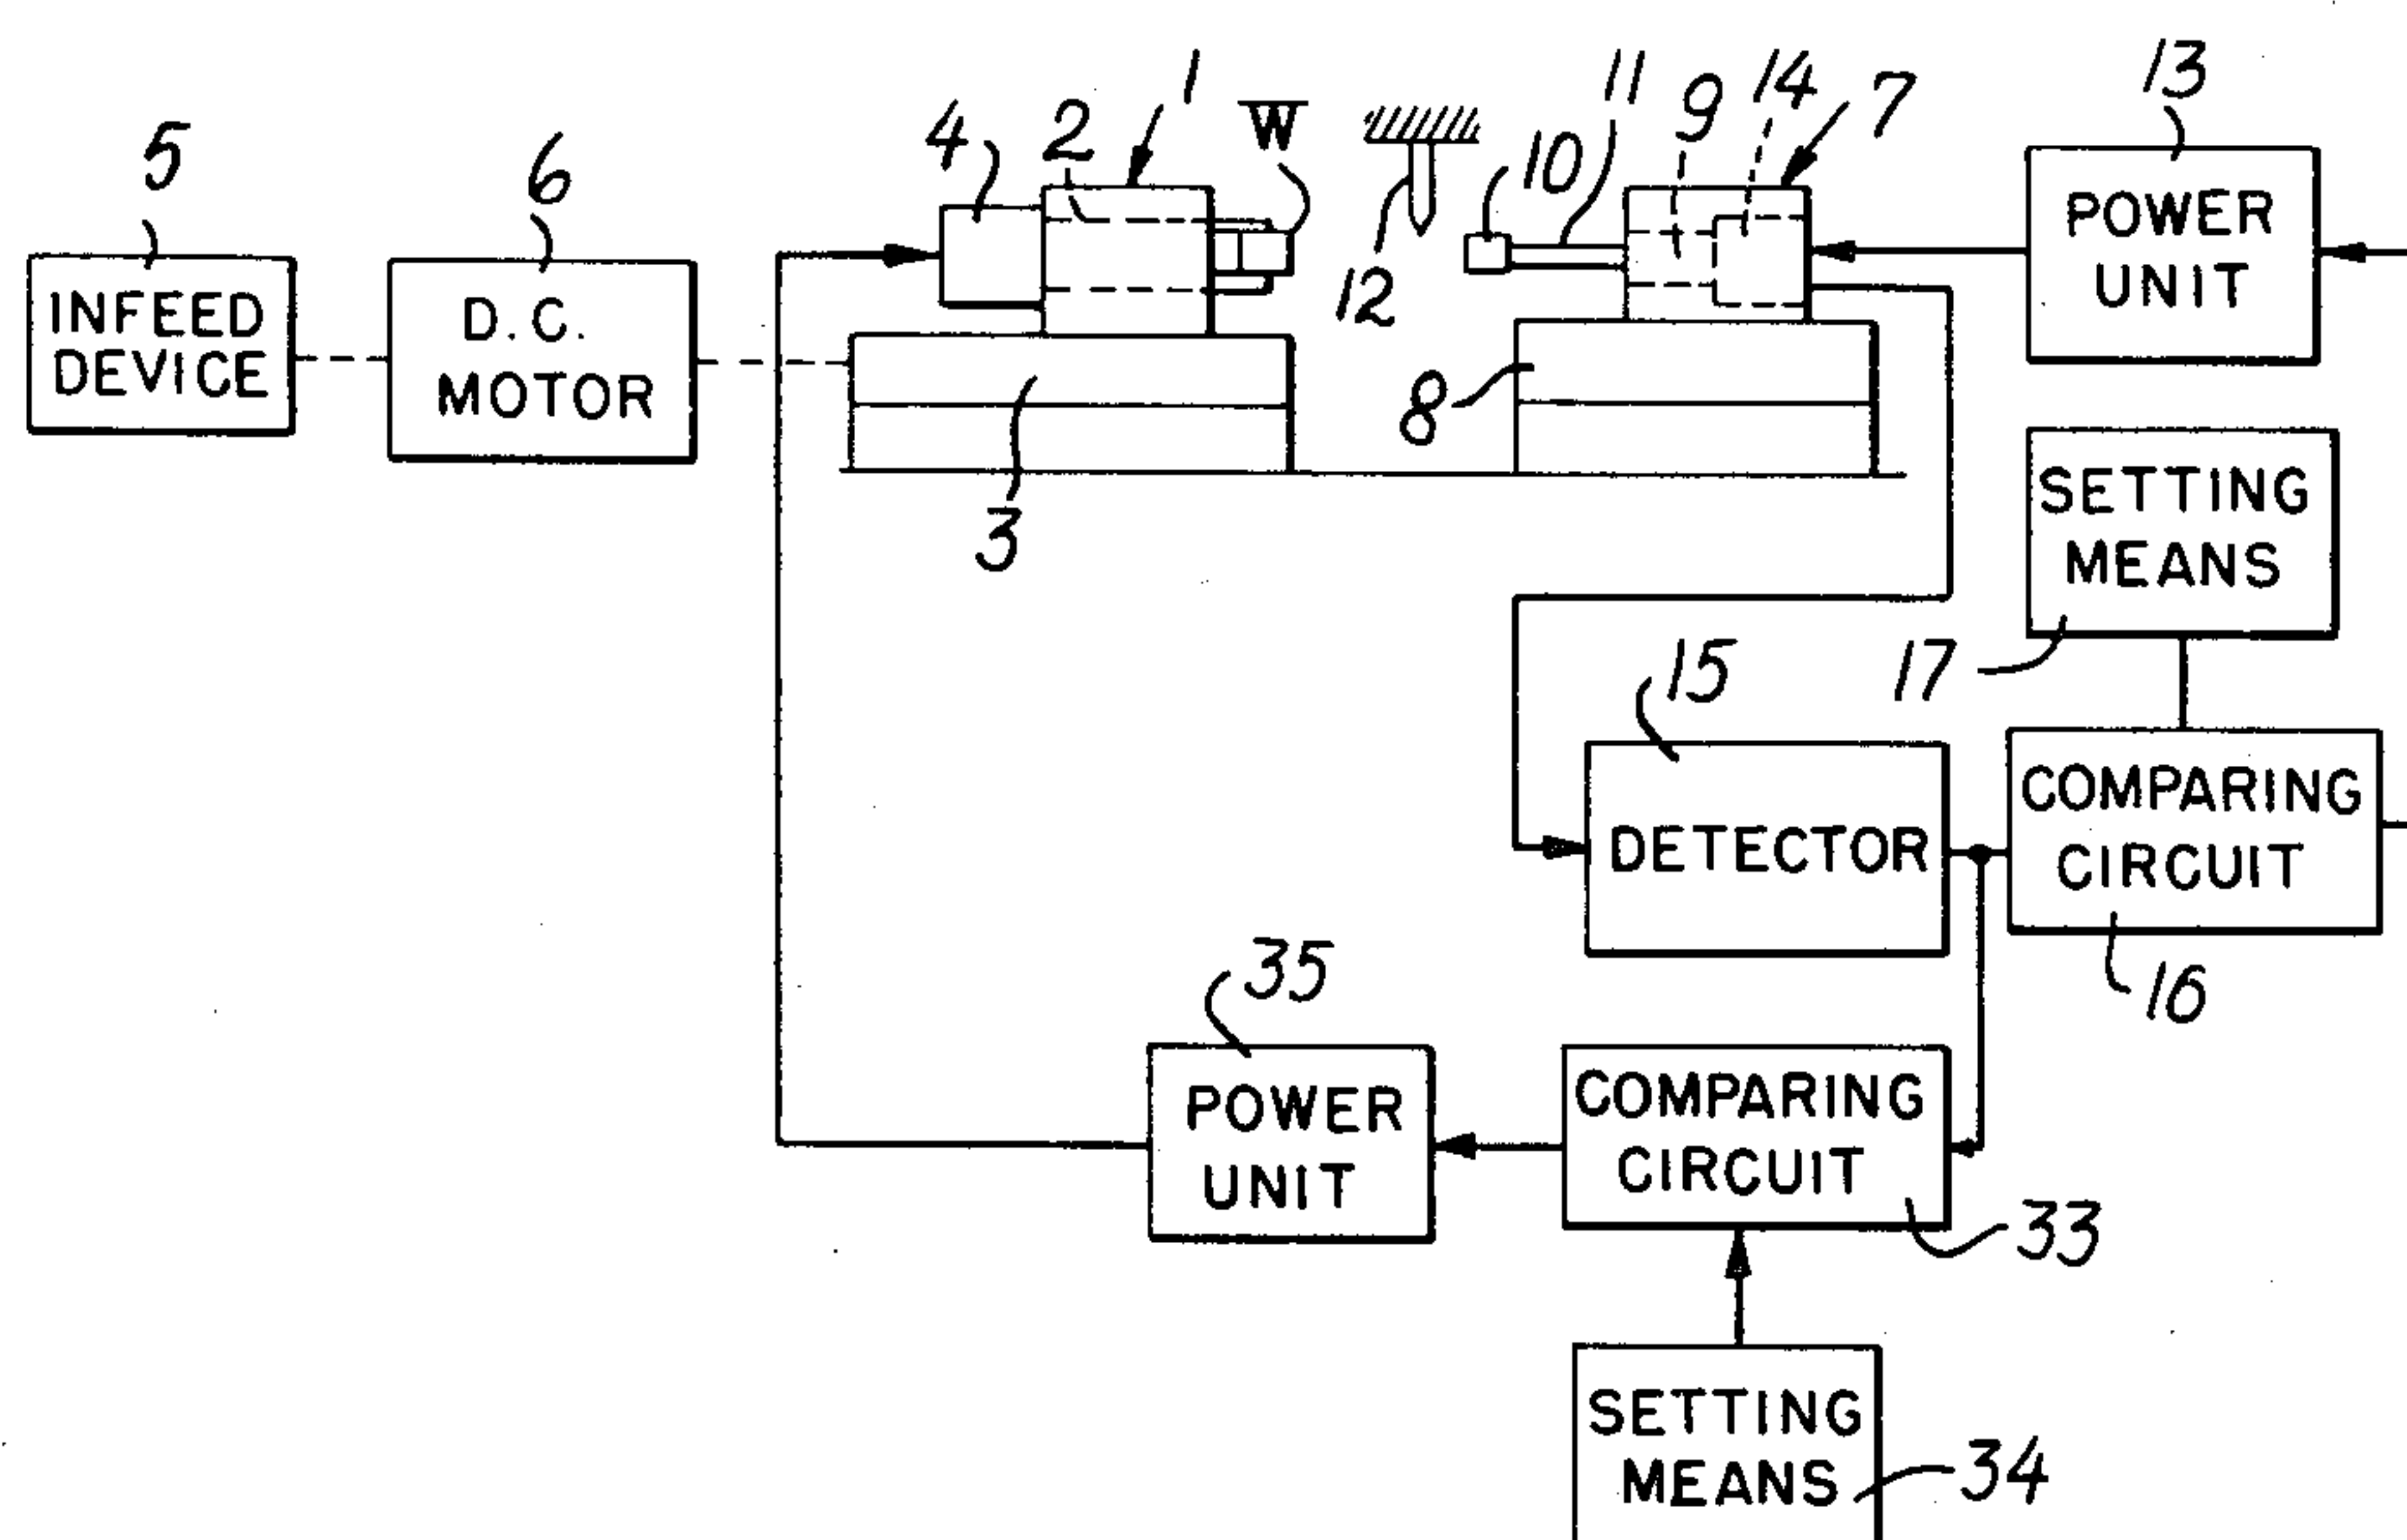 5
6
4
2
1
W
12
10
11
9
14
7
13
INFEED
DEVICE
D.C.
MOTOR
POWER
UNIT
3
8
SETTING
MEANS
17
15
DETECTOR
COMPARING
CIRCUIT
16
35
POWER
UNIT
COMPARING
CIRCUIT
33
SETTING
MEANS
34